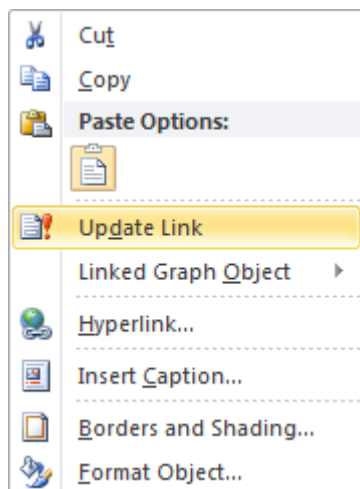 Cut
Copy
Paste Options:
Update Link
Linked Graph Object
Hyperlink...
Insert Caption...
Borders and Shading...
Format Object...